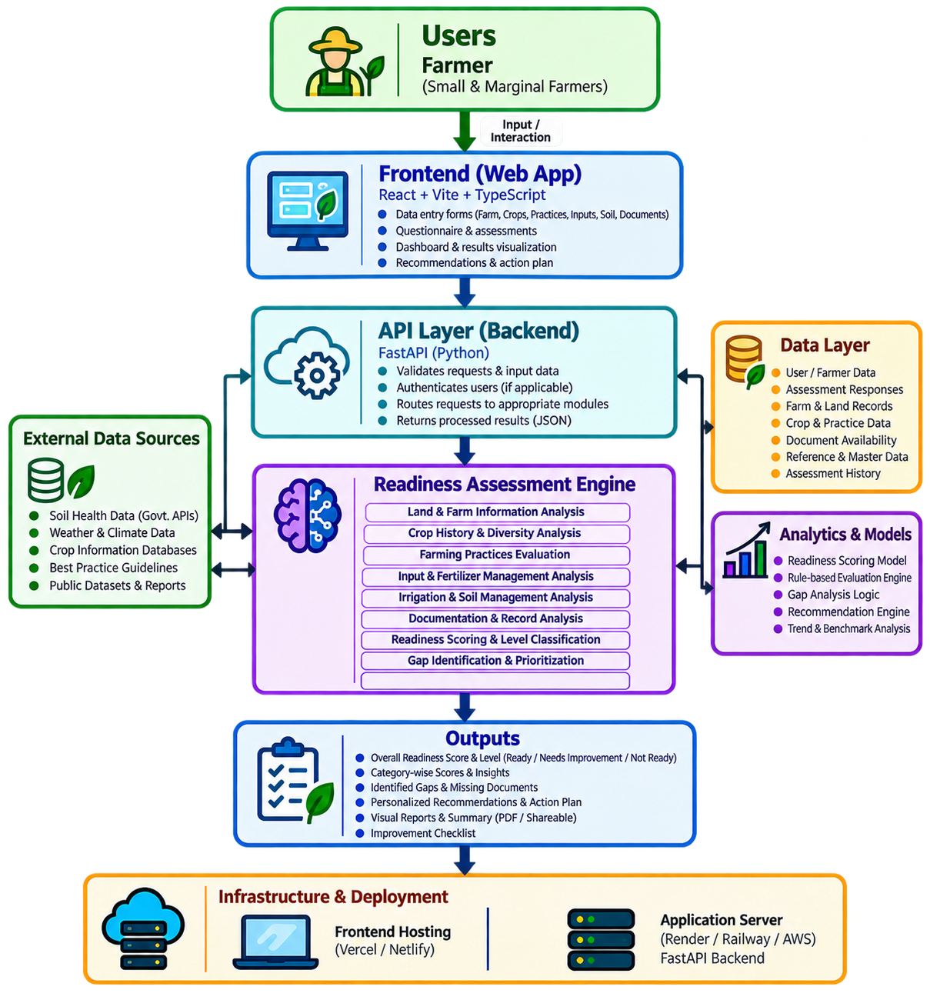 Users
Farmer
(Small & Marginal Farmers)
Input /
Interaction
Frontend (Web App)
React + Vite + TypeScript
Data entry forms (Farm, Crops, Practices, Inputs, Soil, Documents)
Questionnaire & assessments
Dashboard & results visualization
Recommendations & action plan
API Layer (Backend)
FastAPI (Python)
Validates requests & input data
Authenticates users (if applicable)
Routes requests to appropriate modules
Returns processed results (JSON)
Data Layer
User / Farmer Data
Assessment Responses
Farm & Land Records
Crop & Practice Data
Document Availability
Reference & Master Data
Assessment History
External Data Sources
Soil Health Data (Govt. APIs)
Weather & Climate Data
Crop Information Databases
Best Practice Guidelines
Public Datasets & Reports
Readiness Assessment Engine
Land & Farm Information Analysis
Crop History & Diversity Analysis
Farming Practices Evaluation
Input & Fertilizer Management Analysis
Irrigation & Soil Management Analysis
Documentation & Record Analysis
Readiness Scoring & Level Classification
Gap Identification & Prioritization
Analytics & Models
Readiness Scoring Model
Rule-based Evaluation Engine
Gap Analysis Logic
Recommendation Engine
Trend & Benchmark Analysis
Outputs
Overall Readiness Score & Level (Ready / Needs Improvement / Not Ready)
Category-wise Scores & Insights
Identified Gaps & Missing Documents
Personalized Recommendations & Action Plan
Visual Reports & Summary (PDF / Shareable)
Improvement Checklist
Infrastructure & Deployment
Frontend Hosting
(Vercel / Netlify)
Application Server
(Render / Railway / AWS)
FastAPI Backend